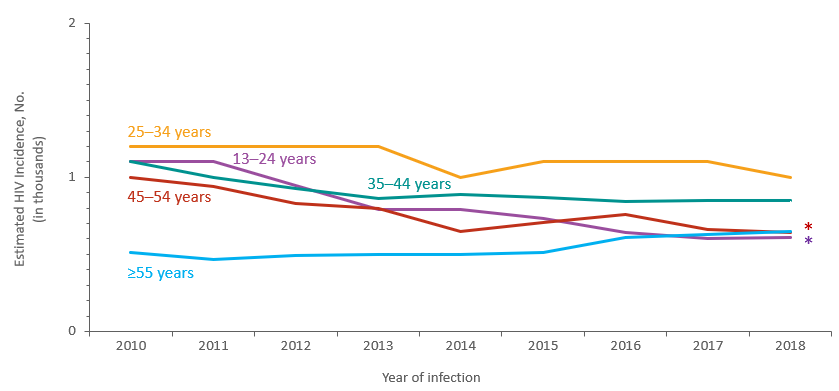 2
25–34 years
13–24 years
1
35–44 years
45–54 years
*
*
≥55 years
0
Estimated HIV Incidence, No.
(in thousands)
2010 2011 2012 2013 2014 2015 2016 2017 2018
Year of infection